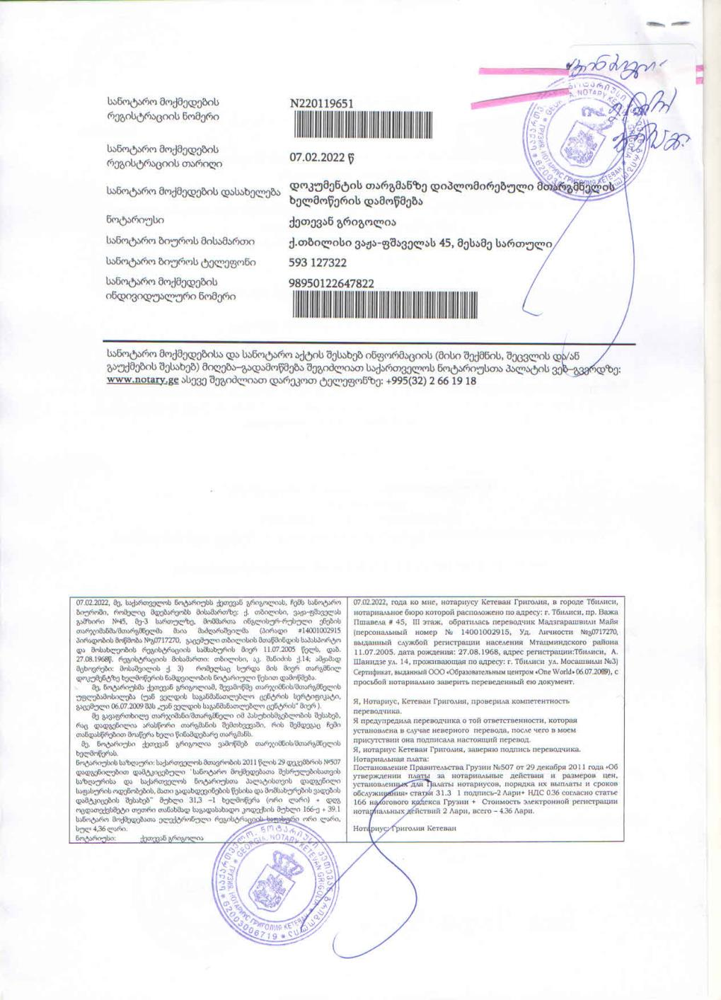 სანოტარო მოქმედების
რეგისტრაციის ნომერი
N220119651
სანოტარო მოქმედების
რეგისტრაციის თარიღი
07.02.2022 წ
სანოტარო მოქმედების დასახელება
დოკუმენტის თარგმანზე დიპლომირებული მთარგმნელის
ხელმოწერის დამოწმება
ნოტარიუსი
ქეთევან გრიგოლია
სანოტარო ბიუროს მისამართი
ქ.თბილისი ვაჟა-ფშაველას 45, მესამე სართული
სანოტარო ბიუროს ტელეფონი
593 127322
სანოტარო მოქმედების
ინდივიდუალური ნომერი
98950122647822
სანოტარო მოქმედებისა და სანოტარო აქტის შესახებ ინფორმაციის (მისი შექმნის, შეცვლის და/ან
გაუქმების შესახებ) მიღება–გადამოწმება შეგიძლიათ საქართველოს ნოტარიუსთა პალატის ვებ–გვერდზე:
www.notary.ge ასევე შეგიძლიათ დარეკოთ ტელეფონზე: +995(32) 2 66 19 18
07.02.2022, მე, საქართველოს ნოტარიუსს ქეთევან გრიგოლიას, ჩემს სანოტარო
ბიუროში, რომელიც მდებარეობს მისამართზე: ქ. თბილისი, ვაჟა-ფშაველას
გამზირი №45, მე-3 სართულზე, მომმართა ინგლისურ-რუსული ენების
თარჯიმანმა/მთარგმნელმა მაია მაძღარაშვილმა (პირადი #14001002915
პირადობის მოწმობა №გ0717270, გაცემული თბილისის მთაწმინდის საპასპორტო
და მოსახლეობის რეგისტრაციის სამსახურის მიერ 11.07.2005 წელს, დაბ.
27.08.1968წ. რეგისტრაციის მისამართი: თბილისი, აკ. შანიძის ქ.14; ამჟამად
მცხოვრები: მოსაშვილის ქ. 3) რომელსაც სურდა მის მიერ თარგმნილ
დოკუმენტზე ხელმოწერის ნამდვილობის ნოტარიული წესით დამოწმება.
მე, ნოტარიუსმა ქეთევან გრიგოლიამ, შევამოწმე თარჯიმნის/მთარგმნელის
უფლებამოსილება (უან ველდის საგანმანათლებლო ცენტრის სერტიფიკატი,
გაცემული 06.07.2009 შპს „უან ველდის საგანმანათლებლო ცენტრის" მიერ ).
მე გავაფრთხილე თარჯიმანი/მთარგმნელი იმ პასუხისმგებლობის შესახებ,
რაც დადგენილია არასწორი თარგმანის შემთხვევაში, რის შემდეგაც ჩემი
თანდასწრებით მოაწერა ხელი წინამდებარე თარგმანს.
მე, ნოტარიუსი ქეთევან გრიგოლია ვამოწმებ თარჯიმნის/მთარგმნელის
ხელმოწერას.
ნოტარიუსის საზღაური: საქართველოს მთავრობის 2011 წლის 29 დეკემბრის №507
დადგენილებით დამტკიცებული `სანოტარო მოქმედებათა შესრულებისათვის
საზღაურისა და საქართველოს ნოტარიუსთა პალატისთვის დადგენილი
საფასურის ოდენობების, მათი გადახდევინების წესისა და მომსახურების ვადების
დამტკიცების შესახებ" მუხლი 31,3 –1 ხელმოწერა (ორი ლარი) + დღგ
ოცდათექვსმეტი თეთრი თანახმად საგადასახადო კოდექსის მუხლი 166-ე + 39.1
სანოტარო მოქმედებათა ელექტრონული რეგისტრაციის საფასური ორი ლარი,
სულ 4,36 ლარი.
ნოტარიუსი: ქეთევან გრიგოლია
07.02.2022, года ко мне, нотариусу Кетеван Григолия, в городе Тбилиси,
нотариальное бюро которой расположено по адресу: г. Тбилиси, пр. Важа
Пшавела # 45, III этаж, обратилась переводчик Мадзгарашвили Майя
(персональный номер № 14001002915, Уд. Личности №გ0717270,
выданный службой регистрации населения Мтацминдского района
11.07.2005. дата рождения: 27.08.1968, адрес регистрации:Тбилиси, А.
Шанидзе ул. 14, проживающая по адресу: г. Тбилиси ул. Мосашвили №3)
Сертификат, выданный ООО «Образовательным центром «One World» 06.07.2009), с
просьбой нотариально заверить переведенный ею документ.
Я, Нотариус, Кетеван Григолия, проверила компетентность
переводчика.
Я предупредила переводчика о той ответственности, которая
установлена в случае неверного перевода, после чего в моем
присутствии она подписала настоящий перевод.
Я, нотариус Кетеван Григолия, заверяю подпись переводчика.
Нотариальная плата:
Постановление Правительства Грузии №507 от 29 декабря 2011 года «Об
утверждении платы за нотариальные действия и размеров цен,
установленных для Палаты нотариусов, порядка их выплаты и сроков
обслуживания» статья 31.3 1 подпись-2 Лари+ НДС 0.36 согласно статье
166 налогового кодекса Грузии + Стоимость электронной регистрации
нотариальных действий 2 Лари, всего – 4.36 Лари.
Нотариус: Григолия Кетеван
GEORGIA, NOTARY KETEVAN GRIGOLIA
НОТАРИУС ГРИГОЛИЯ КЕТЕВАН
62003006719